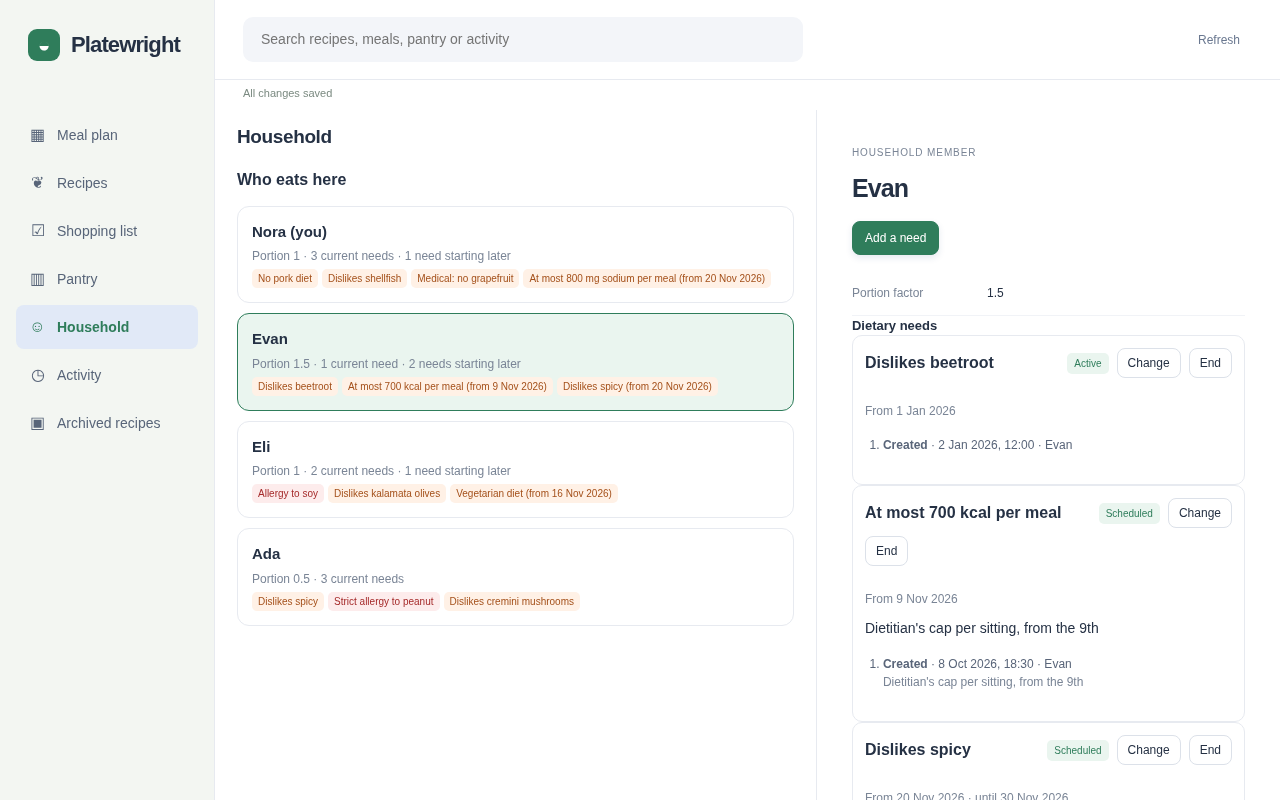 Platewright
Search recipes, meals, pantry or activity
Refresh
All changes saved
Meal plan
Recipes
Shopping list
Pantry
Household
Activity
Archived recipes
Household
Who eats here
Nora (you)
Portion 1 · 3 current needs · 1 need starting later
No pork diet Dislikes shellfish Medical: no grapefruit At most 800 mg sodium per meal (from 20 Nov 2026)
Evan
Portion 1.5 · 1 current need · 2 needs starting later
Dislikes beetroot At most 700 kcal per meal (from 9 Nov 2026) Dislikes spicy (from 20 Nov 2026)
Eli
Portion 1 · 2 current needs · 1 need starting later
Allergy to soy Dislikes kalamata olives Vegetarian diet (from 16 Nov 2026)
Ada
Portion 0.5 · 3 current needs
Dislikes spicy Strict allergy to peanut Dislikes cremini mushrooms
HOUSEHOLD MEMBER
Evan
Add a need
Portion factor 1.5
Dietary needs
Dislikes beetroot Active Change End
From 1 Jan 2026
1. Created · 2 Jan 2026, 12:00 · Evan
At most 700 kcal per meal Scheduled Change
End
From 9 Nov 2026
Dietitian's cap per sitting, from the 9th
1. Created · 8 Oct 2026, 18:30 · Evan
Dietitian's cap per sitting, from the 9th
Dislikes spicy Scheduled Change End
From 20 Nov 2026 · until 30 Nov 2026